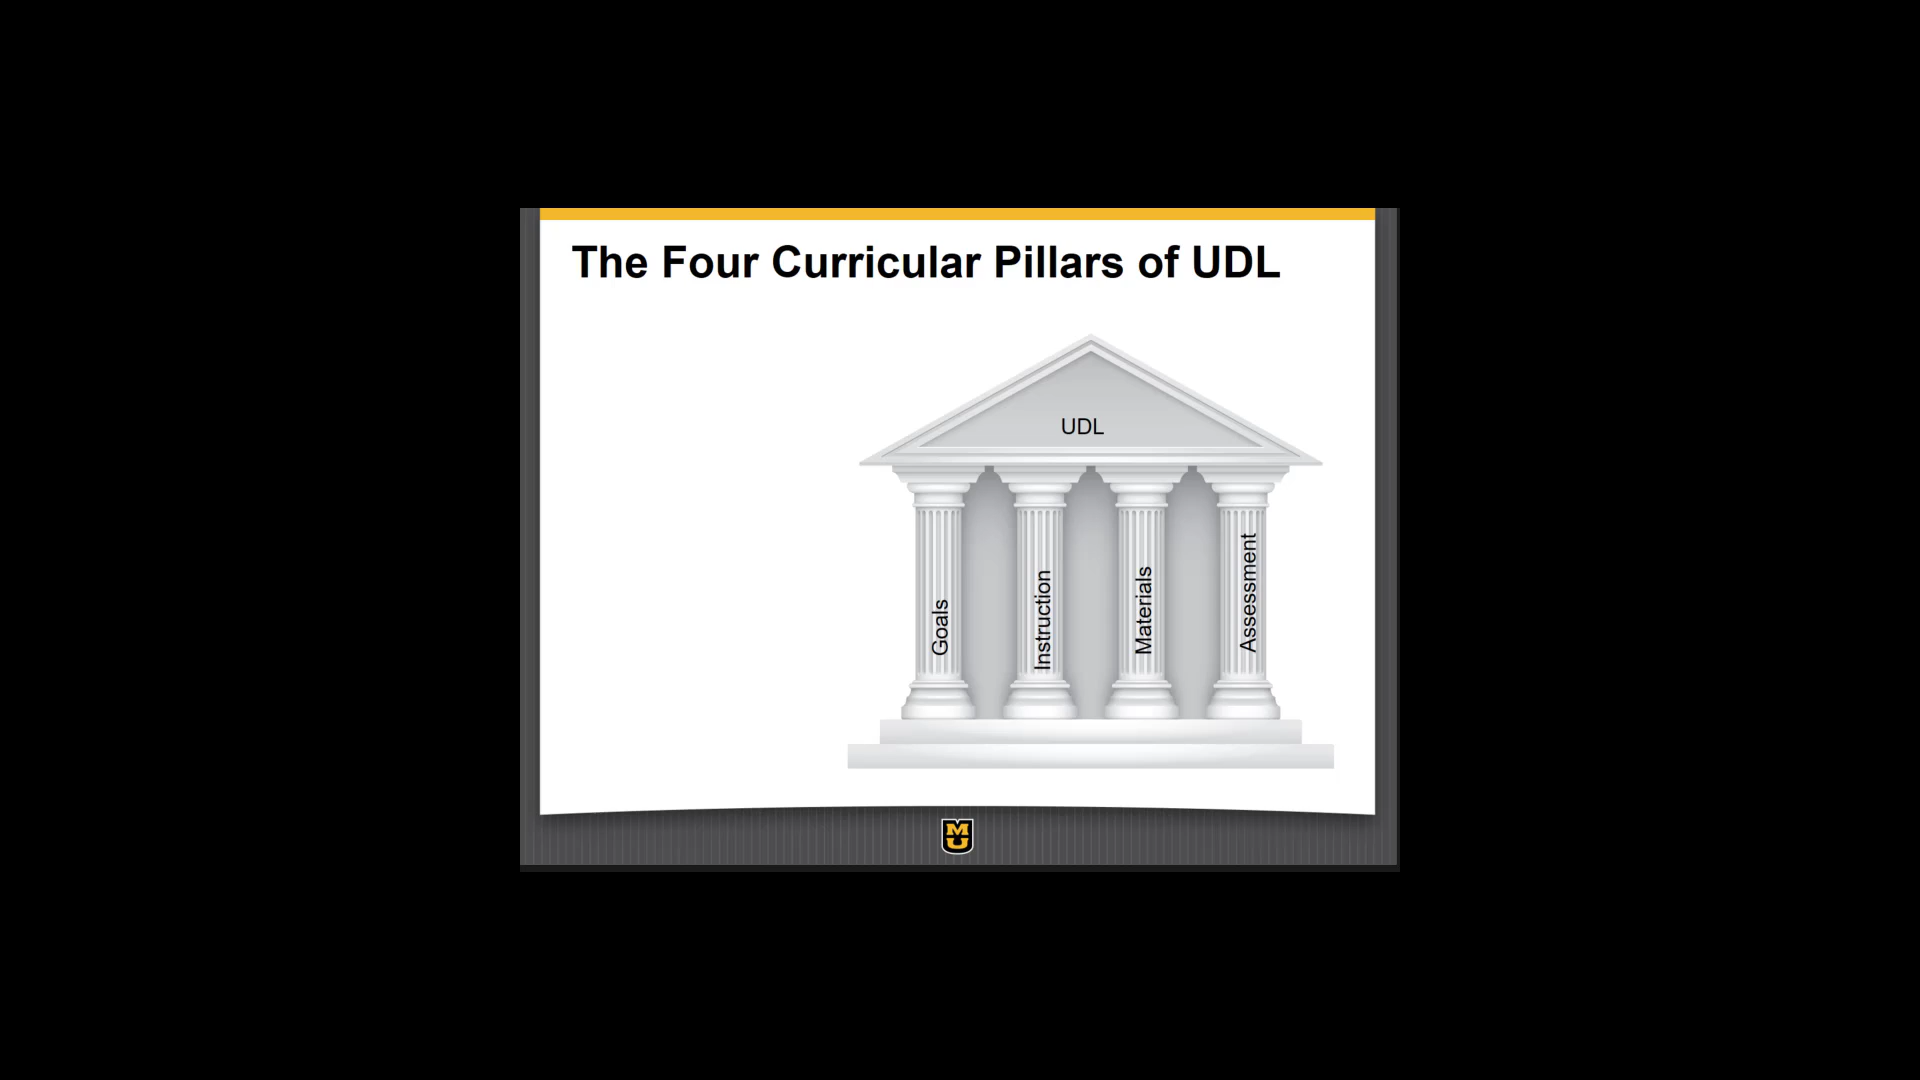 The Four Curricular Pillars of UDL
UDL
Goals
Instruction
Materials
Assessment
MU